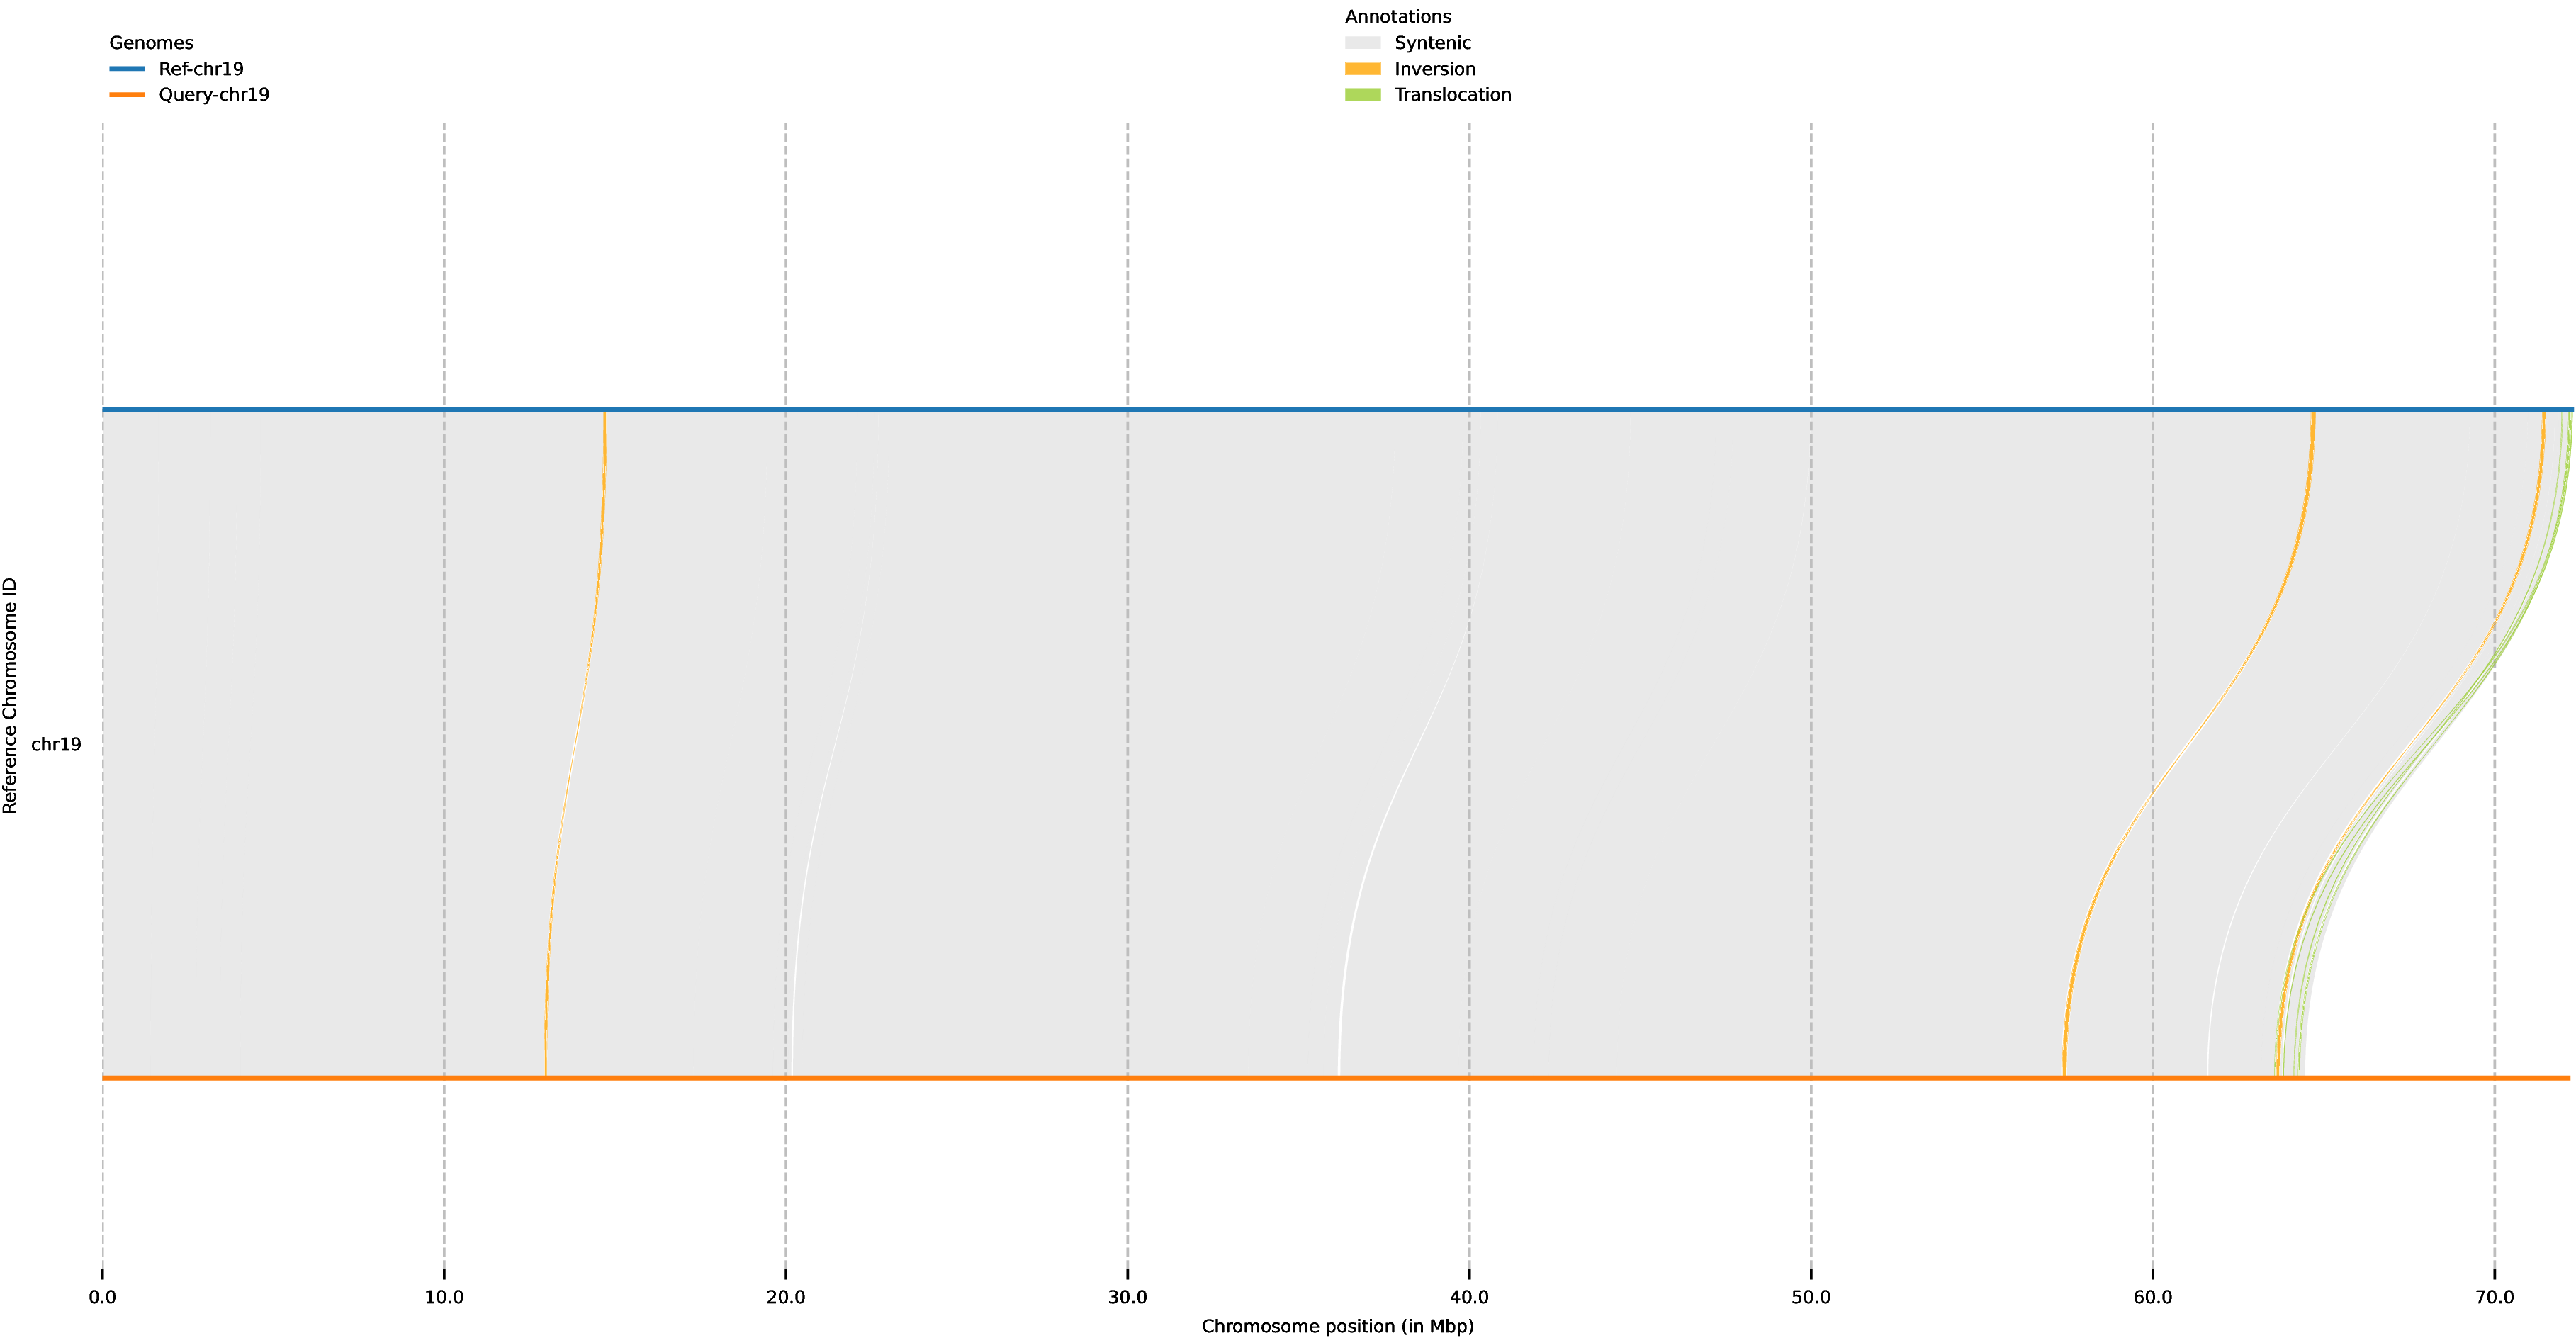 Genomes
Ref-chr19
Query-chr19
Annotations
Syntenic
Inversion
Translocation
Reference Chromosome ID
chr19
0.0 10.0 20.0 30.0 40.0 50.0 60.0 70.0
Chromosome position (in Mbp)